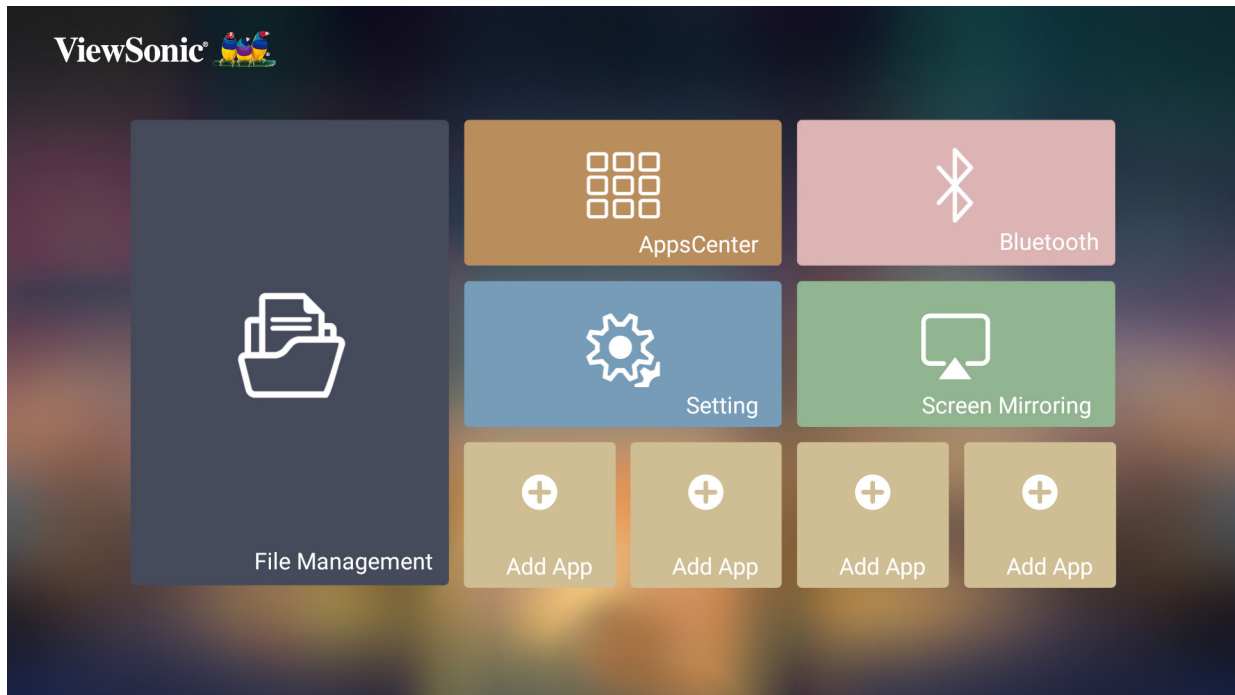 ViewSonic®
AppsCenter
Bluetooth
Setting
Screen Mirroring
File Management
Add App
Add App
Add App
Add App